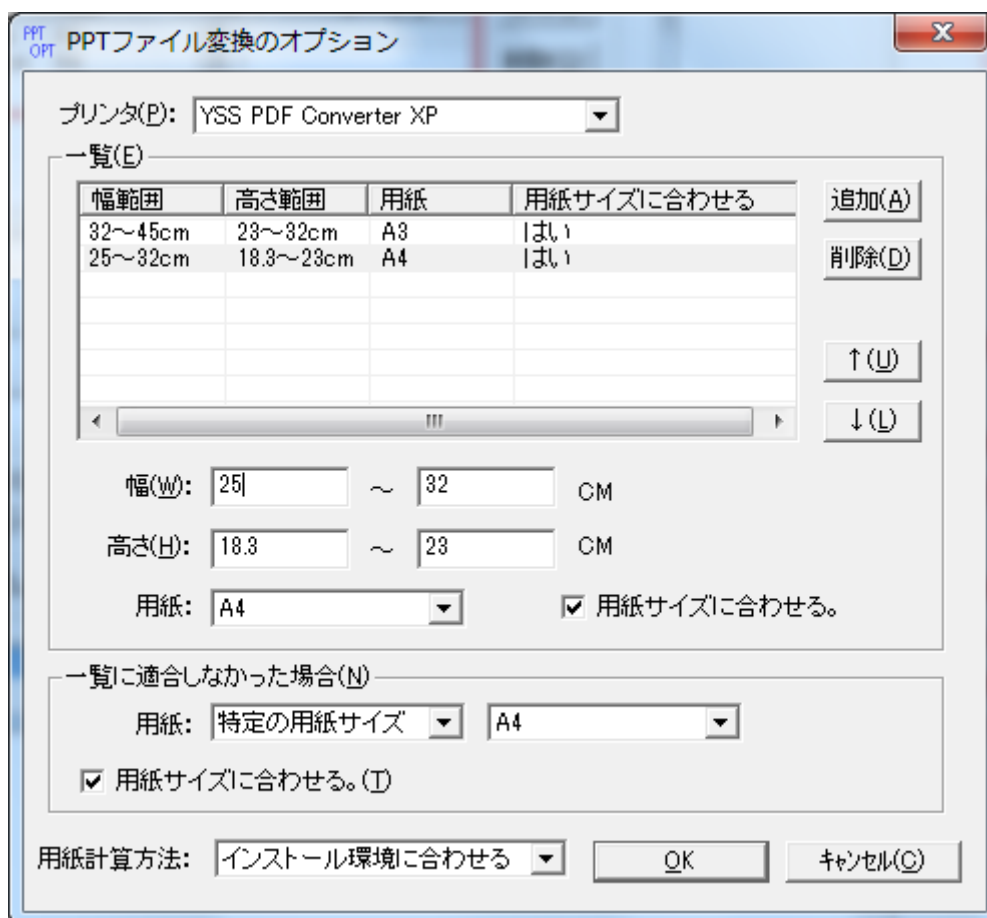 PPT OPT PPTファイル変換のオプション
プリンタ(P): YSS PDF Converter XP
一覧(E)
幅範囲 高さ範囲 用紙 用紙サイズに合わせる 追加(A)
32～45cm 23～32cm A3 はい
25～32cm 18.3～23cm A4 はい 削除(D)
↑(U)
↓(L)
幅(W): 25 ～ 32 CM
高さ(H): 18.3 ～ 23 CM
用紙: A4 用紙サイズに合わせる。
一覧に適合しなかった場合(N)
用紙: 特定の用紙サイズ A4
用紙サイズに合わせる。(T)
用紙計算方法: インストール環境に合わせる OK キャンセル(C)